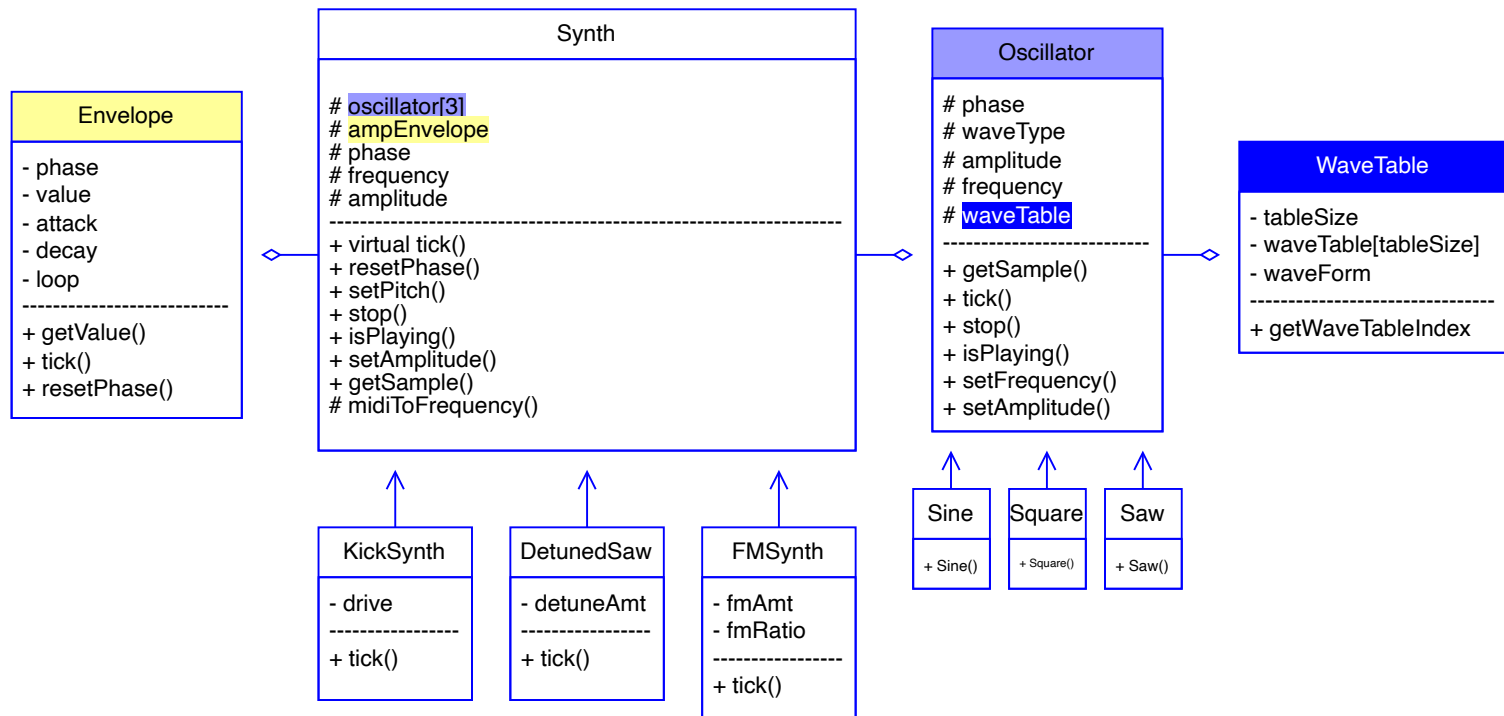 Envelope
- phase
- value
- attack
- decay
- loop
---------------------------
+ getValue()
+ tick()
+ resetPhase()
Synth
# oscillator[3]
# ampEnvelope
# phase
# frequency
# amplitude
-------------------------------------------------------------------
+ virtual tick()
+ resetPhase()
+ setPitch()
+ stop()
+ isPlaying()
+ setAmplitude()
+ getSample()
# midiToFrequency()
Oscillator
# phase
# waveType
# amplitude
# frequency
# waveTable
---------------------------
+ getSample()
+ tick()
+ stop()
+ isPlaying()
+ setFrequency()
+ setAmplitude()
WaveTable
- tableSize
- waveTable[tableSize]
- waveForm
--------------------------------
+ getWaveTableIndex
KickSynth
- drive
-----------------
+ tick()
DetunedSaw
- detuneAmt
-----------------
+ tick()
FMSynth
- fmAmt
- fmRatio
-----------------
+ tick()
Sine
+ Sine()
Square
+ Square()
Saw
+ Saw()